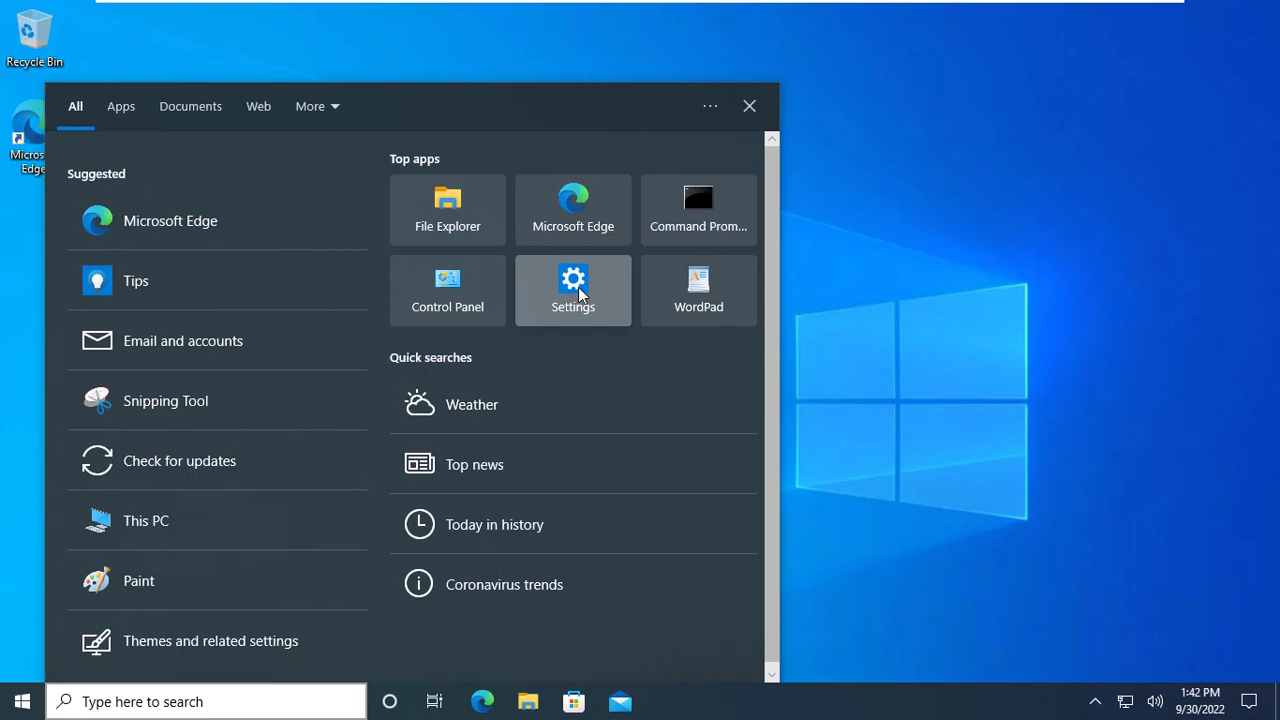 Recycle Bin
Micros
Edge
All Apps Documents Web More
Suggested
Microsoft Edge
Tips
Email and accounts
Snipping Tool
Check for updates
This PC
Paint
Themes and related settings
Top apps
File Explorer Microsoft Edge Command Prom...
Control Panel Settings WordPad
Quick searches
Weather
Top news
Today in history
Coronavirus trends
Type here to search
1:42 PM
9/30/2022